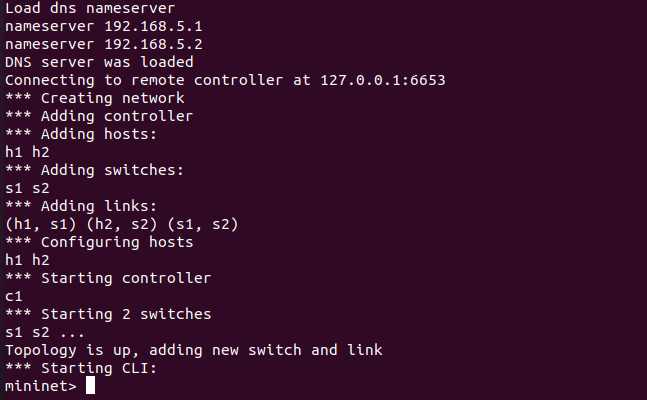 Load dns nameserver
nameserver 192.168.5.1
nameserver 192.168.5.2
DNS server was loaded
Connecting to remote controller at 127.0.0.1:6653
*** Creating network
*** Adding controller
*** Adding hosts:
h1 h2
*** Adding switches:
s1 s2
*** Adding links:
(h1, s1) (h2, s2) (s1, s2)
*** Configuring hosts
h1 h2
*** Starting controller
c1
*** Starting 2 switches
s1 s2 ...
Topology is up, adding new switch and link
*** Starting CLI:
mininet>